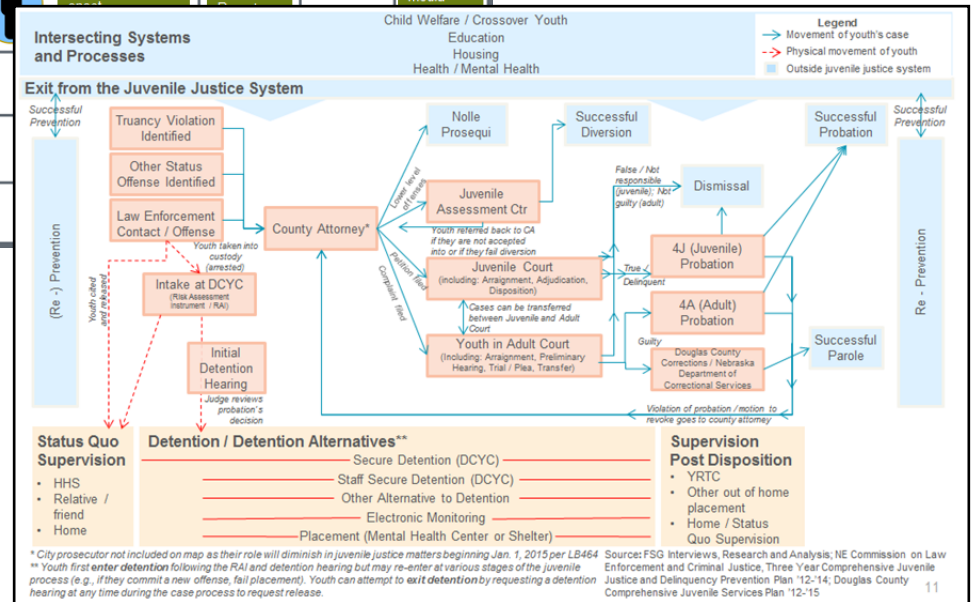 media
Intersecting Systems
and Processes
Child Welfare / Crossover Youth
Education
Housing
Health / Mental Health
Legend
Movement of youth's case
Physical movement of youth
Outside juvenile justice system
Exit from the Juvenile Justice System
Successful
Prevention
(Re -) Prevention
Truancy Violation
Identified
Other Status
Offense Identified
Law Enforcement
Contact / Offense
Youth cited
and released
Youth taken into
custody
(arrested)
Intake at DCYC
(Risk Assessment
Instrument / RAI)
Initial
Detention
Hearing
Judge reviews
probation's
decision
County Attorney*
Lower level
offenses
Petition filed
Complaint filed
Nolle
Prosequi
Successful
Diversion
Juvenile
Assessment Ctr
Youth referred back to CA
if they are not accepted
into or if they fail diversion
Juvenile Court
(including: Arraignment, Adjudication,
Disposition)
Cases can be transferred
between Juvenile and Adult
Court
Youth in Adult Court
(Including: Arraignment, Preliminary
Hearing, Trial / Plea, Transfer)
False / Not
responsible
(juvenile); Not
guilty (adult)
Dismissal
True /
Delinquent
Guilty
4J (Juvenile)
Probation
4A (Adult)
Probation
Douglas County
Corrections / Nebraska
Department of
Correctional Services
Successful
Probation
Successful
Parole
Successful
Prevention
Re - Prevention
Violation of probation / motion to
revoke goes to county attorney
Status Quo
Supervision
• HHS
• Relative /
friend
• Home
Detention / Detention Alternatives**
Secure Detention (DCYC)
Staff Secure Detention (DCYC)
Other Alternative to Detention
Electronic Monitoring
Placement (Mental Health Center or Shelter)
Supervision
Post Disposition
• YRTC
• Other out of home
placement
• Home / Status
Quo Supervision
* City prosecutor not included on map as their role will diminish in juvenile justice matters beginning Jan. 1, 2015 per LB464
** Youth first enter detention following the RAI and detention hearing but may re-enter at various stages of the juvenile
process (e.g., if they commit a new offense, fail placement). Youth can attempt to exit detention by requesting a detention
hearing at any time during the case process to request release.
Source: FSG Interviews, Research and Analysis; NE Commission on Law
Enforcement and Criminal Justice, Three Year Comprehensive Juvenile
Justice and Delinquency Prevention Plan '12-'14; Douglas County
Comprehensive Juvenile Services Plan '12-'15
11